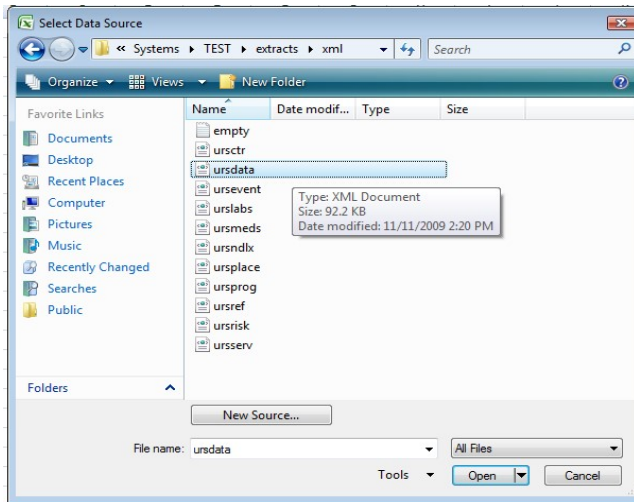 Select Data Source
« Systems ▸ TEST ▸ extracts ▸ xml Search
Organize Views New Folder
Favorite Links
Documents
Desktop
Recent Places
Computer
Pictures
Music
Recently Changed
Searches
Public
Folders
Name Date modif... Type Size
empty
ursctr
ursdata
ursevent
urslabs
ursmeds
ursndlx
ursplace
ursprog
ursref
ursrisk
ursserv
Type: XML Document
Size: 92.2 KB
Date modified: 11/11/2009 2:20 PM
New Source...
File name: ursdata All Files
Tools Open Cancel